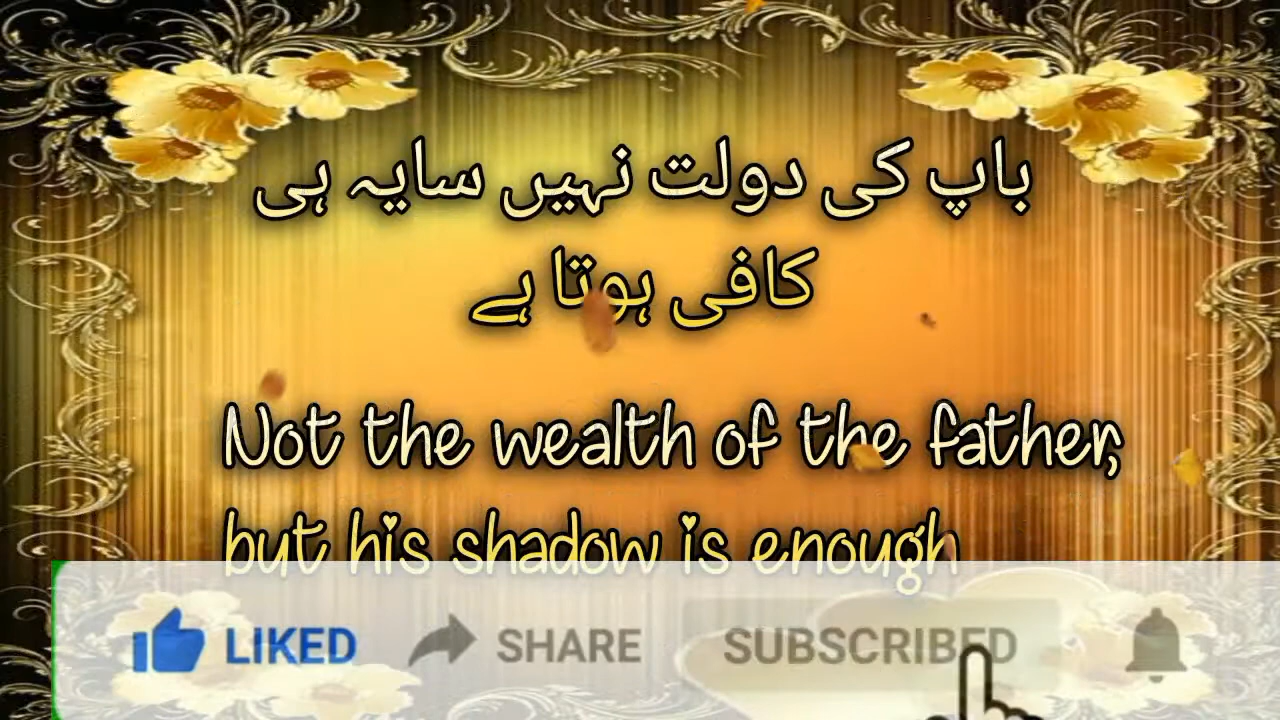 باپ کی دولت نہیں سایہ ہی
کافی ہوتا ہے
Not the wealth of the father,
but his shadow is enough
LIKED SHARE SUBSCRIBED